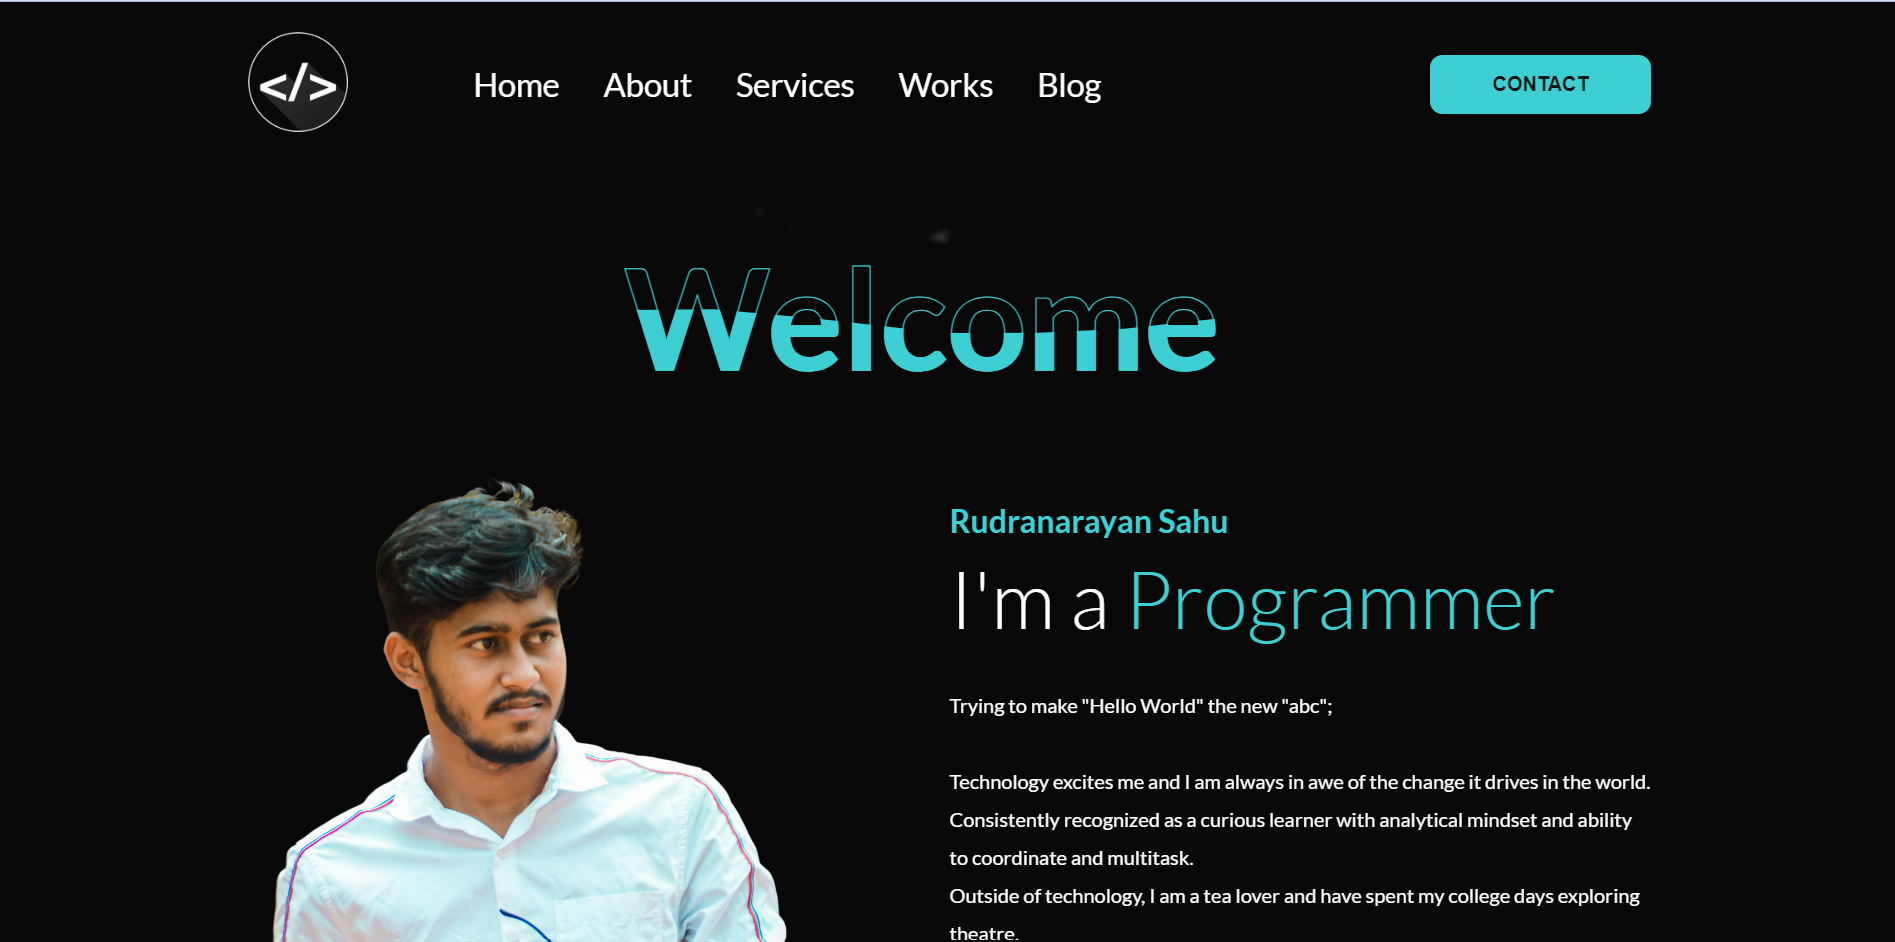 </>
Home About Services Works Blog
CONTACT
Welcome
Rudranarayan Sahu
I'm a Programmer
Trying to make "Hello World" the new "abc";
Technology excites me and I am always in awe of the change it drives in the world.
Consistently recognized as a curious learner with analytical mindset and ability
to coordinate and multitask.
Outside of technology, I am a tea lover and have spent my college days exploring
theatre.